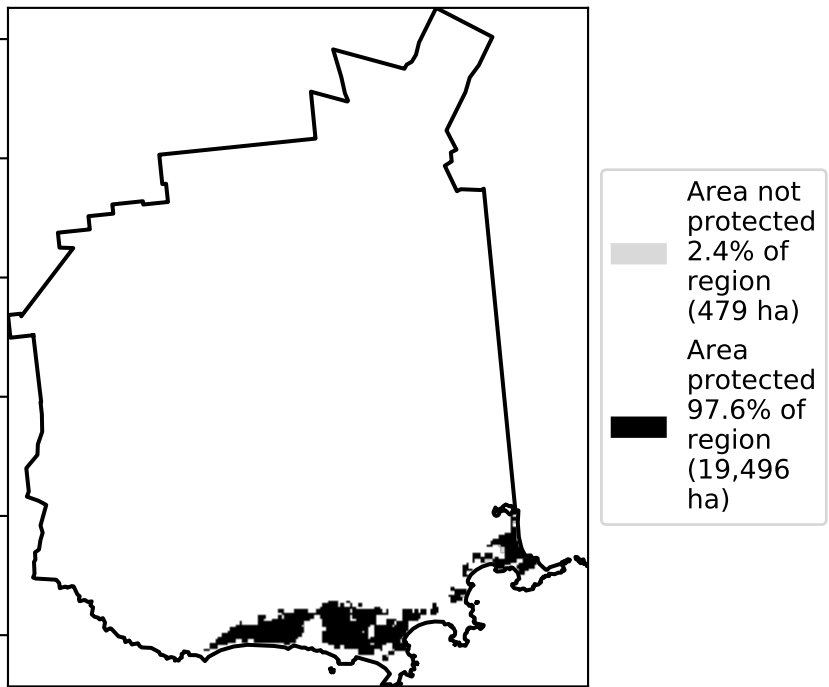 Area not
protected
2.4% of
region
(479 ha)
Area
protected
97.6% of
region
(19,496
ha)